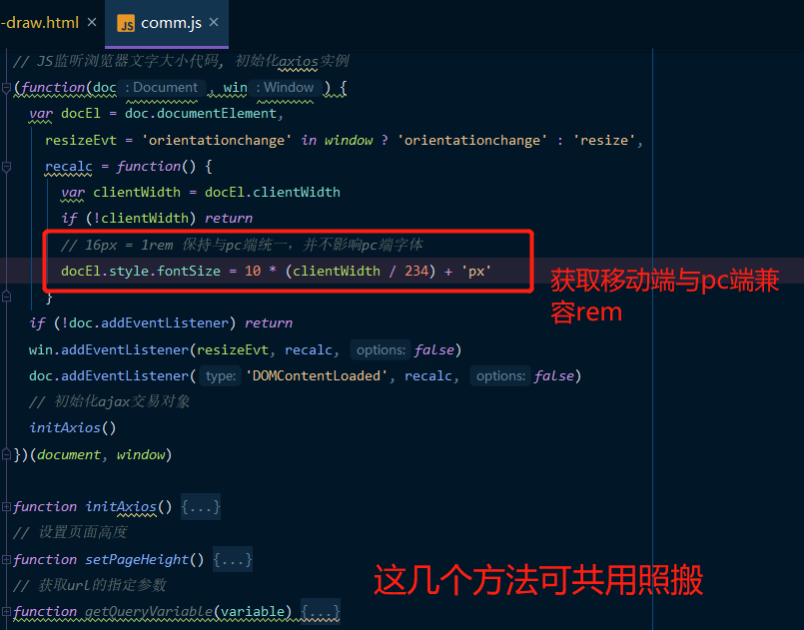 -draw.html × JS comm.js ×
// JS监听浏览器文字大小代码, 初始化axios实例
(function(doc : Document , win : Window ) {
var docEl = doc.documentElement,
resizeEvt = 'orientationchange' in window ? 'orientationchange' : 'resize',
recalc = function() {
var clientWidth = docEl.clientWidth
if (!clientWidth) return
// 16px = 1rem 保持与pc端统一，并不影响pc端字体
docEl.style.fontSize = 10 * (clientWidth / 234) + 'px'
获取移动端与pc端兼
容rem
}
if (!doc.addEventListener) return
win.addEventListener(resizeEvt, recalc, options: false)
doc.addEventListener( type: 'DOMContentLoaded', recalc, options: false)
// 初始化ajax交易对象
initAxios()
})(document, window)
function initAxios() {...}
// 设置页面高度
function setPageHeight() {...}
这几个方法可共用照搬
// 获取url的指定参数
function getQueryVariable(variable) {...}